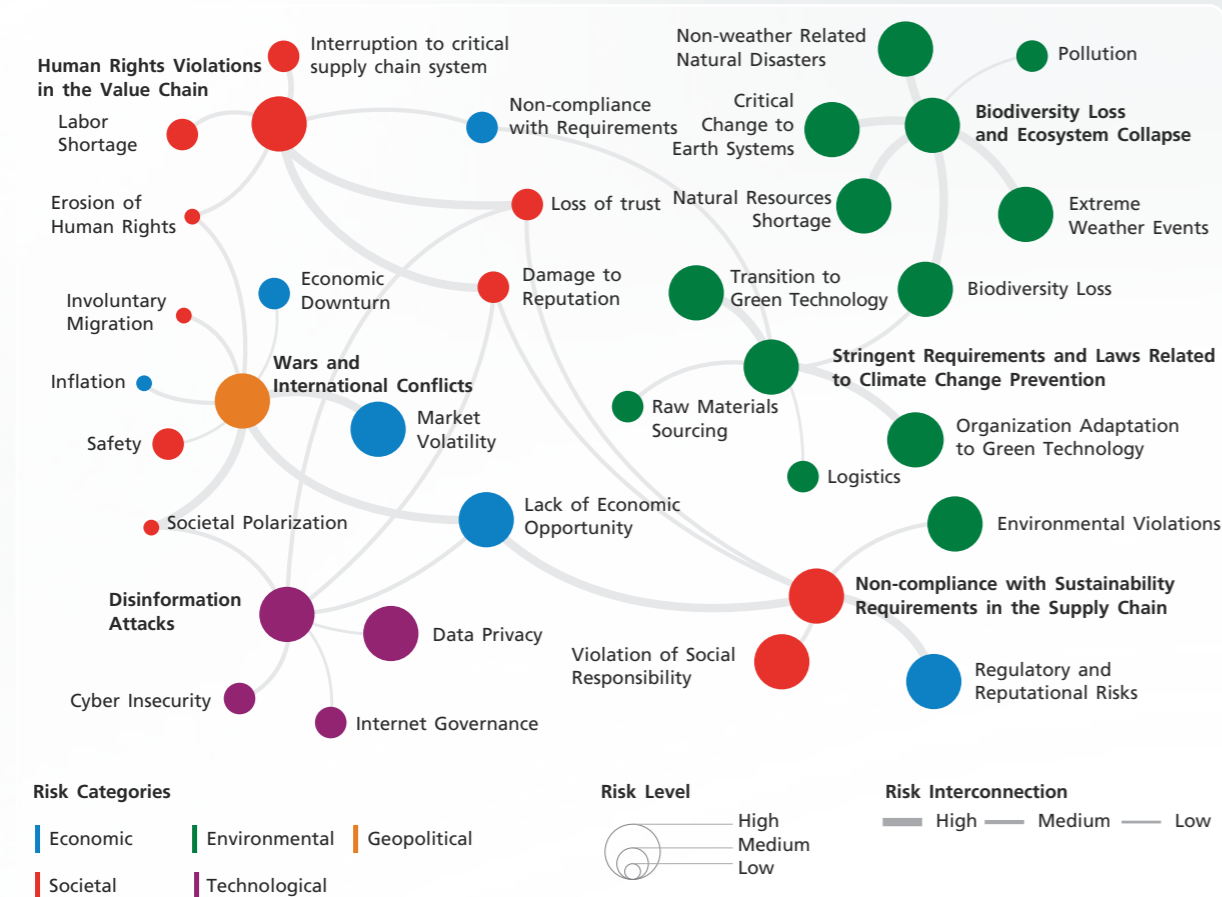 Interruption to critical
supply chain system
Human Rights Violations
in the Value Chain
Labor
Shortage
Non-compliance
with Requirements
Erosion of
Human Rights
Loss of trust
Damage to
Reputation
Economic
Downturn
Involuntary
Migration
Wars and
International Conflicts
Inflation
Market
Volatility
Safety
Societal Polarization
Lack of Economic
Opportunity
Disinformation
Attacks
Data Privacy
Cyber Insecurity
Internet Governance
Non-weather Related
Natural Disasters
Pollution
Critical
Change to
Earth Systems
Biodiversity Loss
and Ecosystem Collapse
Natural Resources
Shortage
Extreme
Weather Events
Transition to
Green Technology
Biodiversity Loss
Stringent Requirements and Laws Related
to Climate Change Prevention
Raw Materials
Sourcing
Organization Adaptation
to Green Technology
Logistics
Environmental Violations
Non-compliance with Sustainability
Requirements in the Supply Chain
Violation of Social
Responsibility
Regulatory and
Reputational Risks
Risk Categories
Economic
Environmental
Geopolitical
Societal
Technological
Risk Level
High
Medium
Low
Risk Interconnection
High
Medium
Low